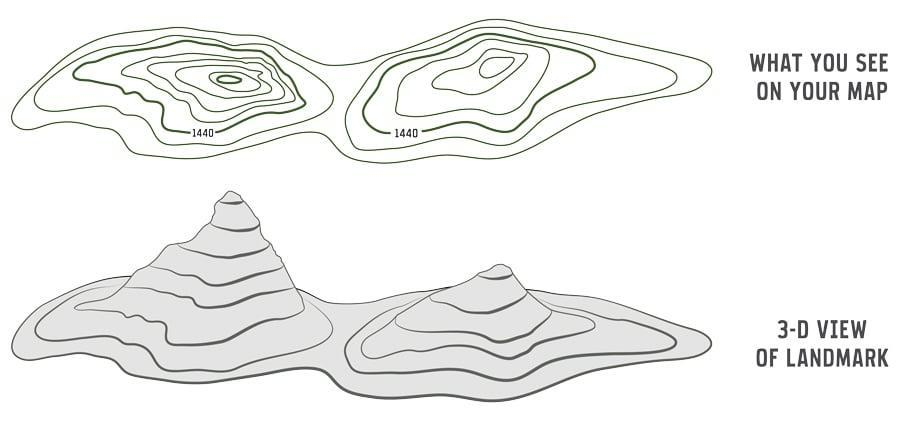 WHAT YOU SEE
ON YOUR MAP
1440
1440
3-D VIEW
OF LANDMARK